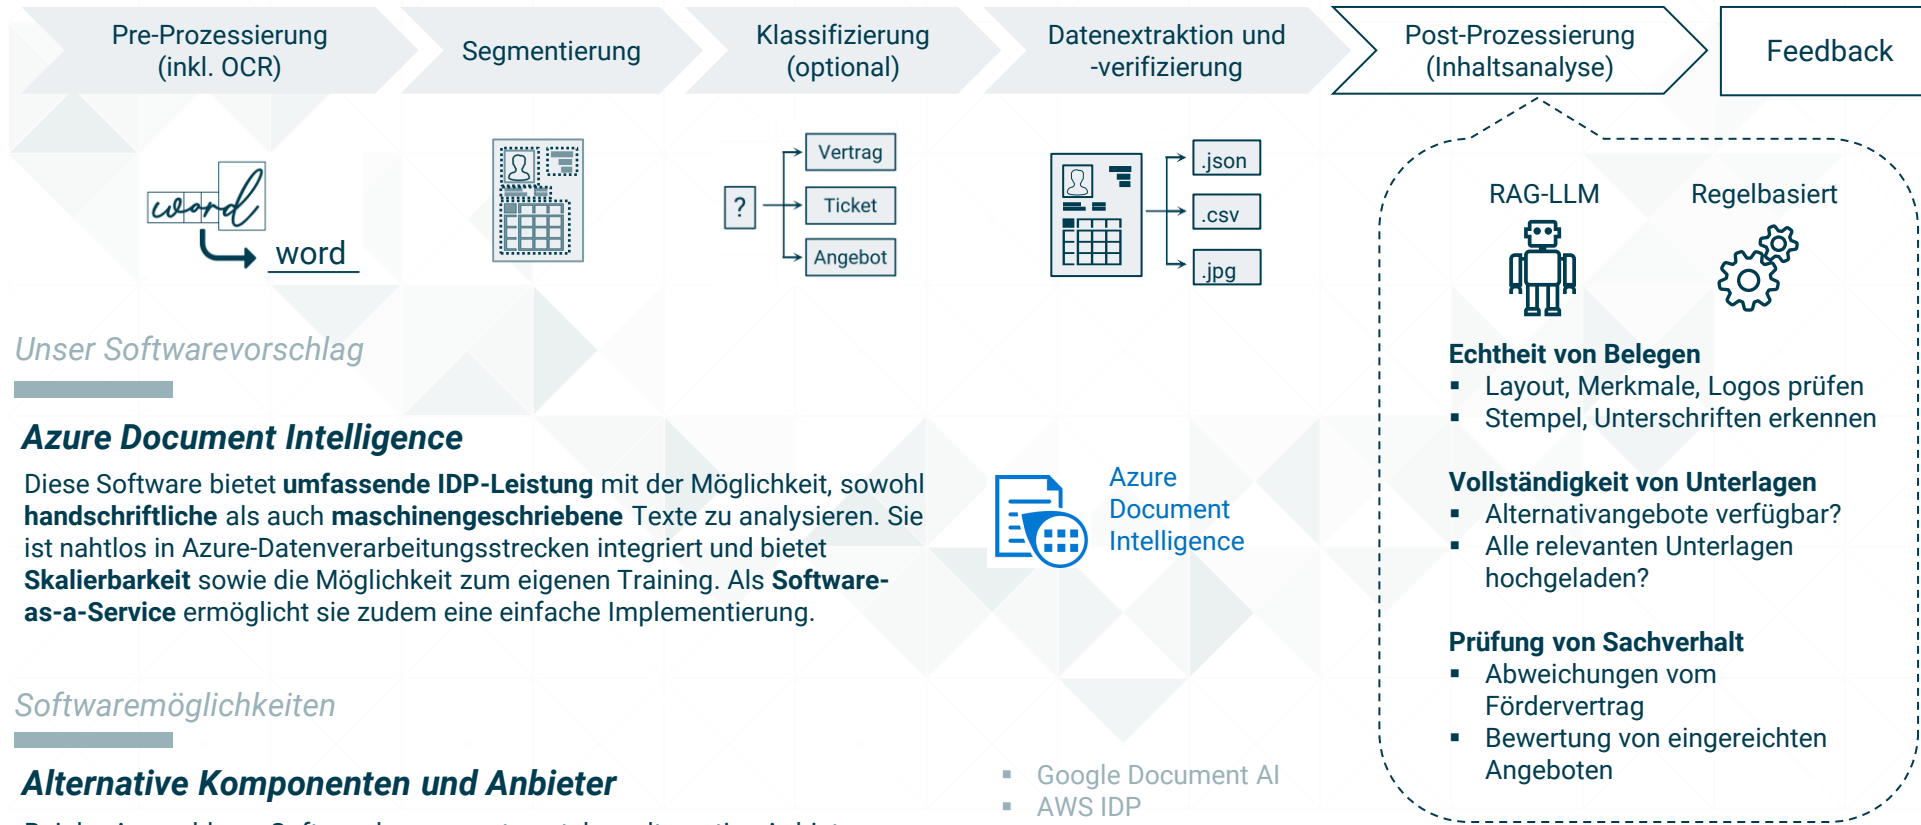 Pre-Prozessierung
(inkl. OCR)
Segmentierung
Klassifizierung
(optional)
Datenextraktion und
-verifizierung
Post-Prozessierung
(Inhaltsanalyse)
Feedback
word
word
?
Vertrag
Ticket
Angebot
.json
.csv
.jpg
RAG-LLM
Regelbasiert
Echtheit von Belegen
▪ Layout, Merkmale, Logos prüfen
▪ Stempel, Unterschriften erkennen
Vollständigkeit von Unterlagen
▪ Alternativangebote verfügbar?
▪ Alle relevanten Unterlagen
hochgeladen?
Prüfung von Sachverhalt
▪ Abweichungen vom
Fördervertrag
▪ Bewertung von eingereichten
Angeboten
Unser Softwarevorschlag
Azure Document Intelligence
Diese Software bietet umfassende IDP-Leistung mit der Möglichkeit, sowohl
handschriftliche als auch maschinengeschriebene Texte zu analysieren. Sie
ist nahtlos in Azure-Datenverarbeitungsstrecken integriert und bietet
Skalierbarkeit sowie die Möglichkeit zum eigenen Training. Als Software-
as-a-Service ermöglicht sie zudem eine einfache Implementierung.
Azure
Document
Intelligence
Softwaremöglichkeiten
Alternative Komponenten und Anbieter
▪ Google Document AI
▪ AWS IDP